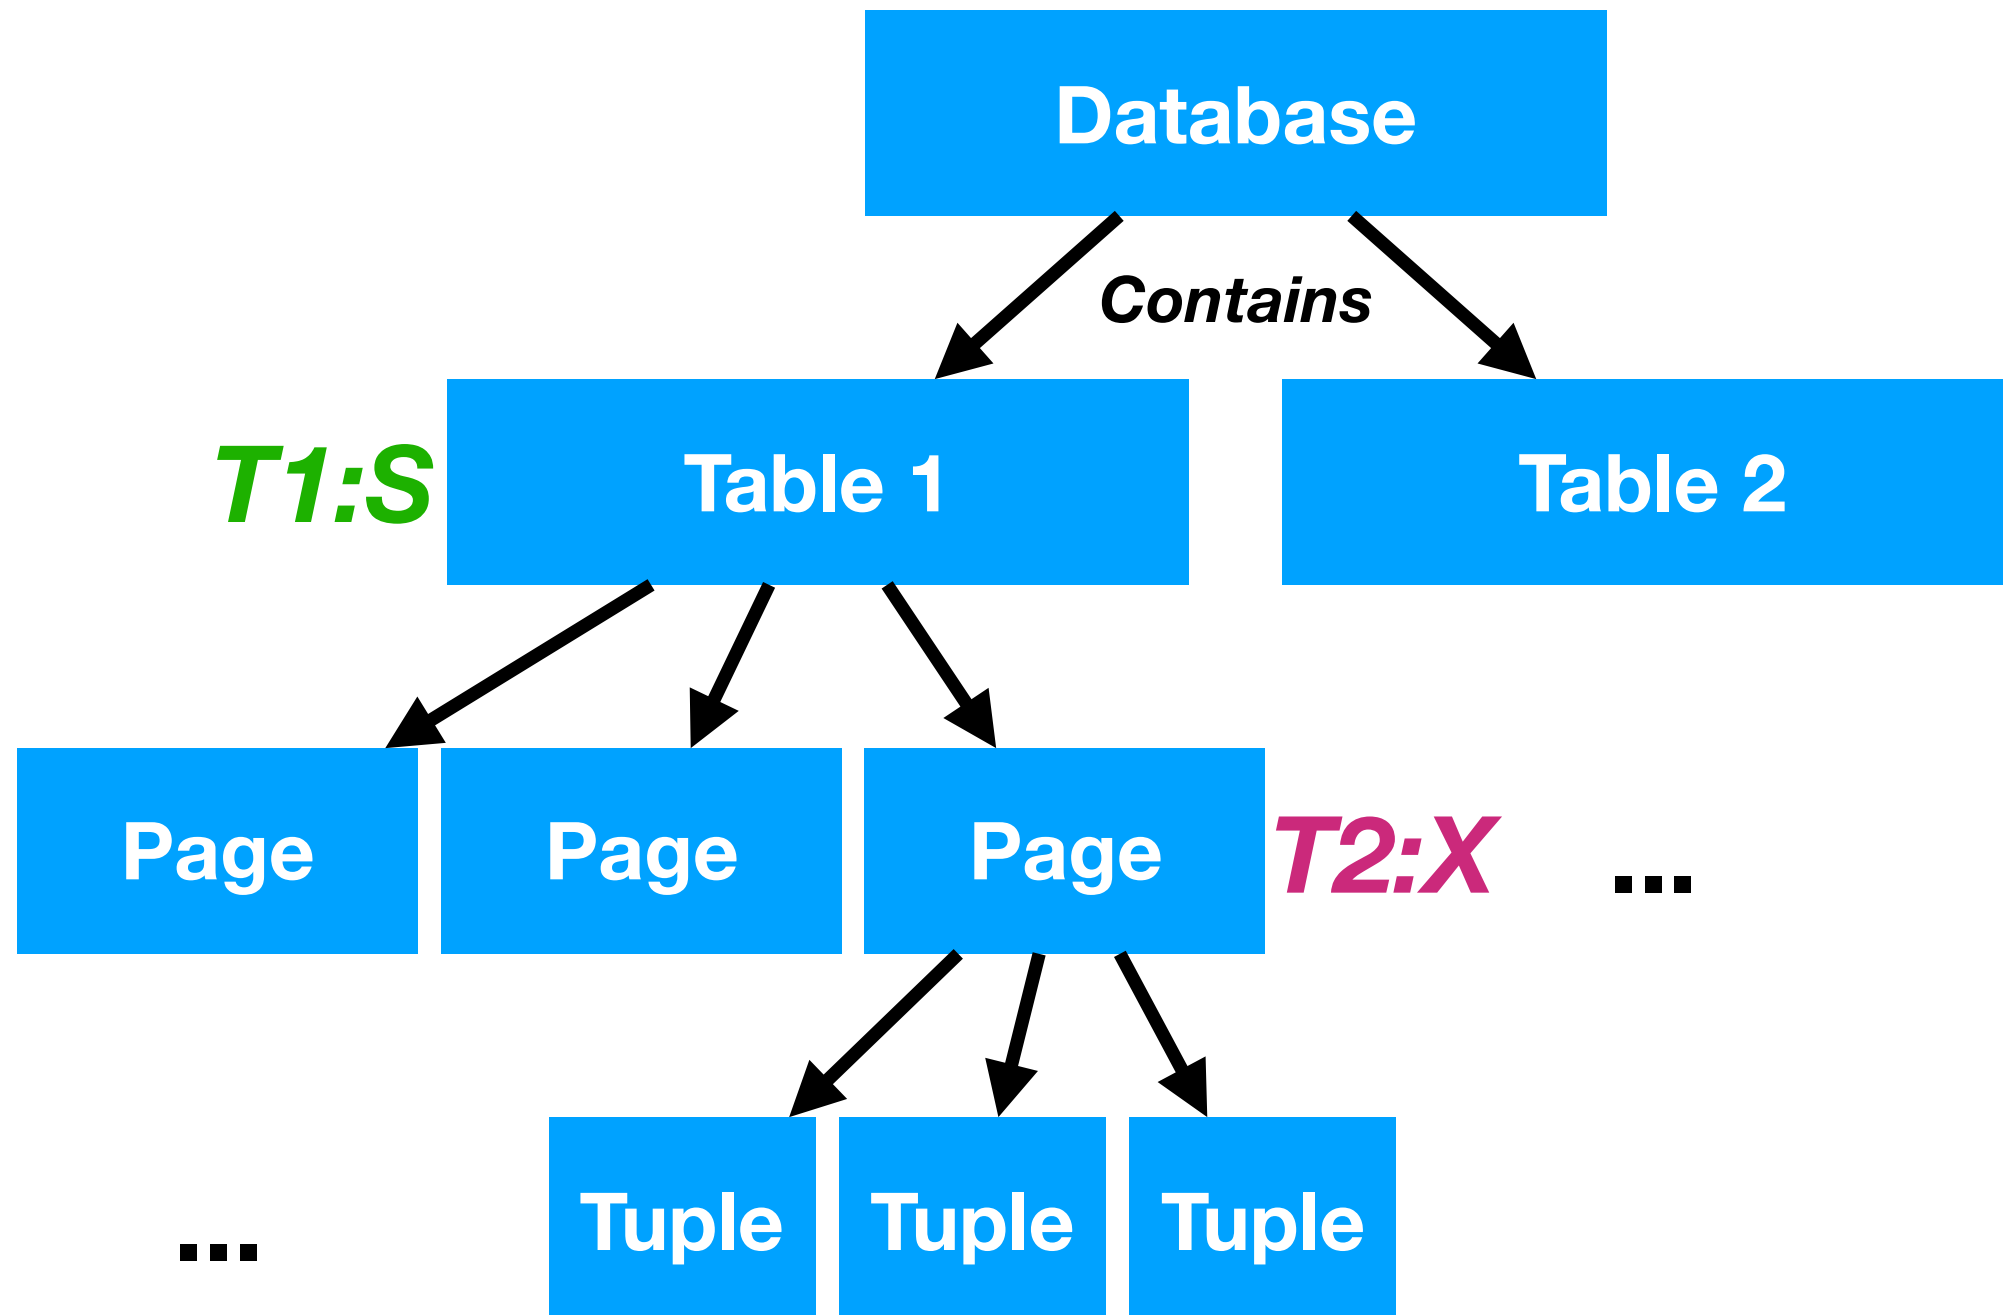 Database
Contains
T1:S
Table 1
Table 2
Page
Page
Page
T2:X
...
...
Tuple
Tuple
Tuple